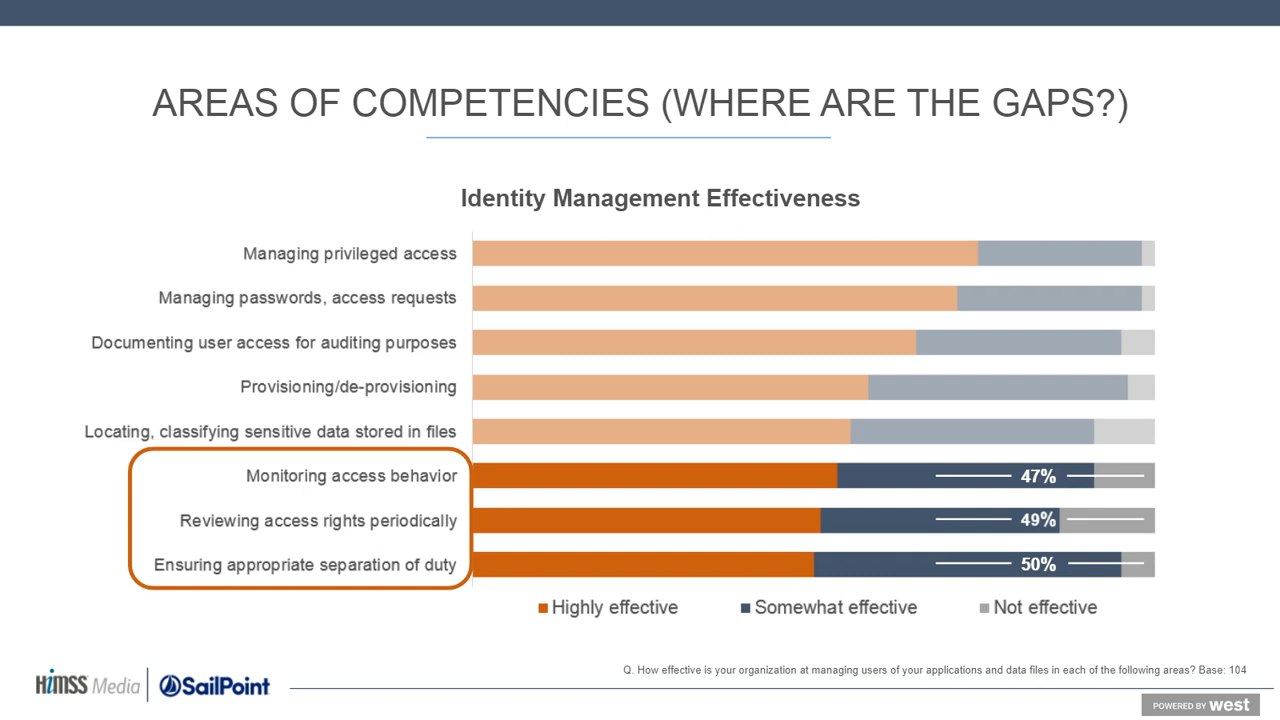 AREAS OF COMPETENCIES (WHERE ARE THE GAPS?)
Identity Management Effectiveness
Managing privileged access
Managing passwords, access requests
Documenting user access for auditing purposes
Provisioning/de-provisioning
Locating, classifying sensitive data stored in files
Monitoring access behavior
47%
Reviewing access rights periodically
49%
Ensuring appropriate separation of duty
50%
Highly effective
Somewhat effective
Not effective
Q. How effective is your organization at managing users of your applications and data files in each of the following areas? Base: 104
HiMSS Media
SailPoint
POWERED BY west